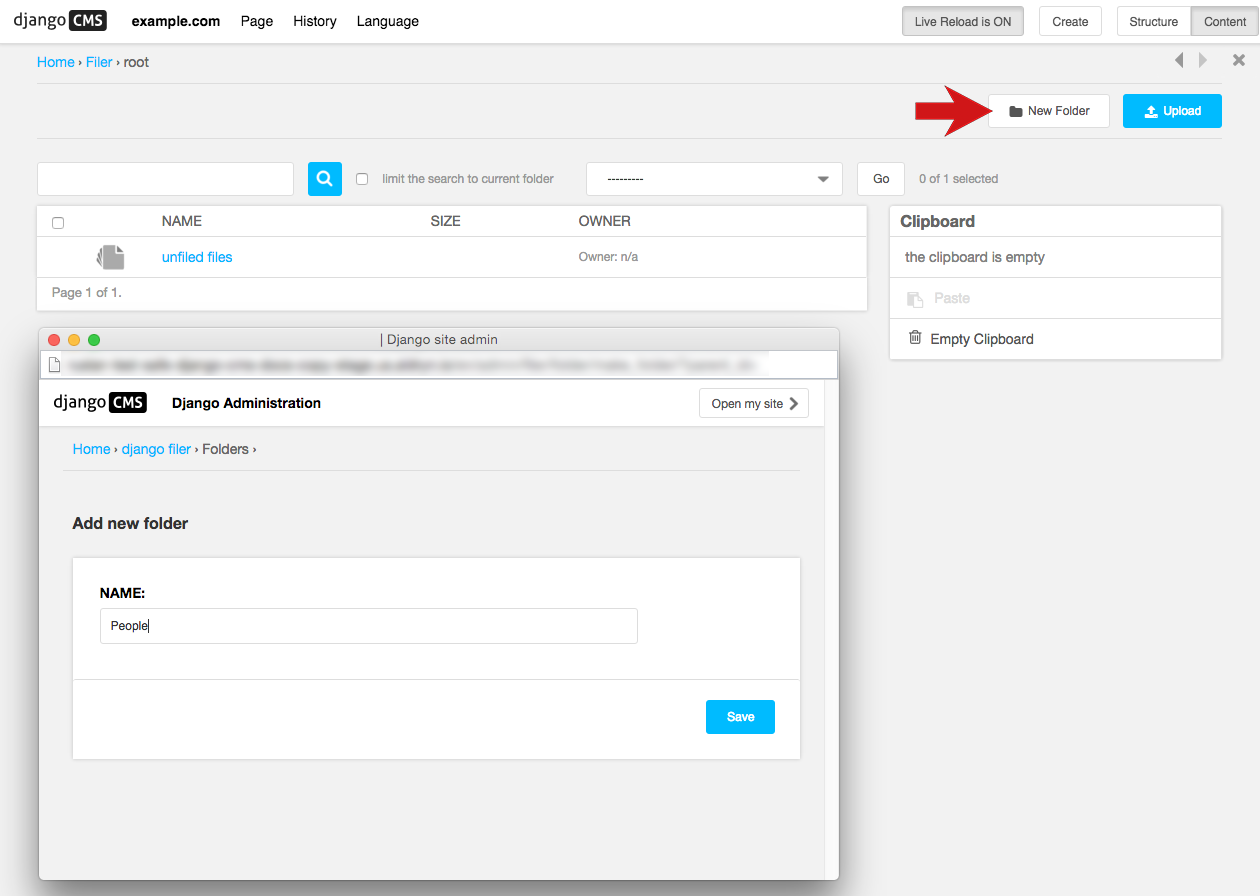 django CMS example.com Page History Language Live Reload is ON Create Structure Content
Home › Filer › root
New Folder Upload
limit the search to current folder --------- Go 0 of 1 selected
NAME SIZE OWNER
unfiled files Owner: n/a
Page 1 of 1.
Clipboard
the clipboard is empty
Paste
Empty Clipboard
| Django site admin
django CMS Django Administration Open my site
Home › django filer › Folders ›
Add new folder
NAME:
People
Save